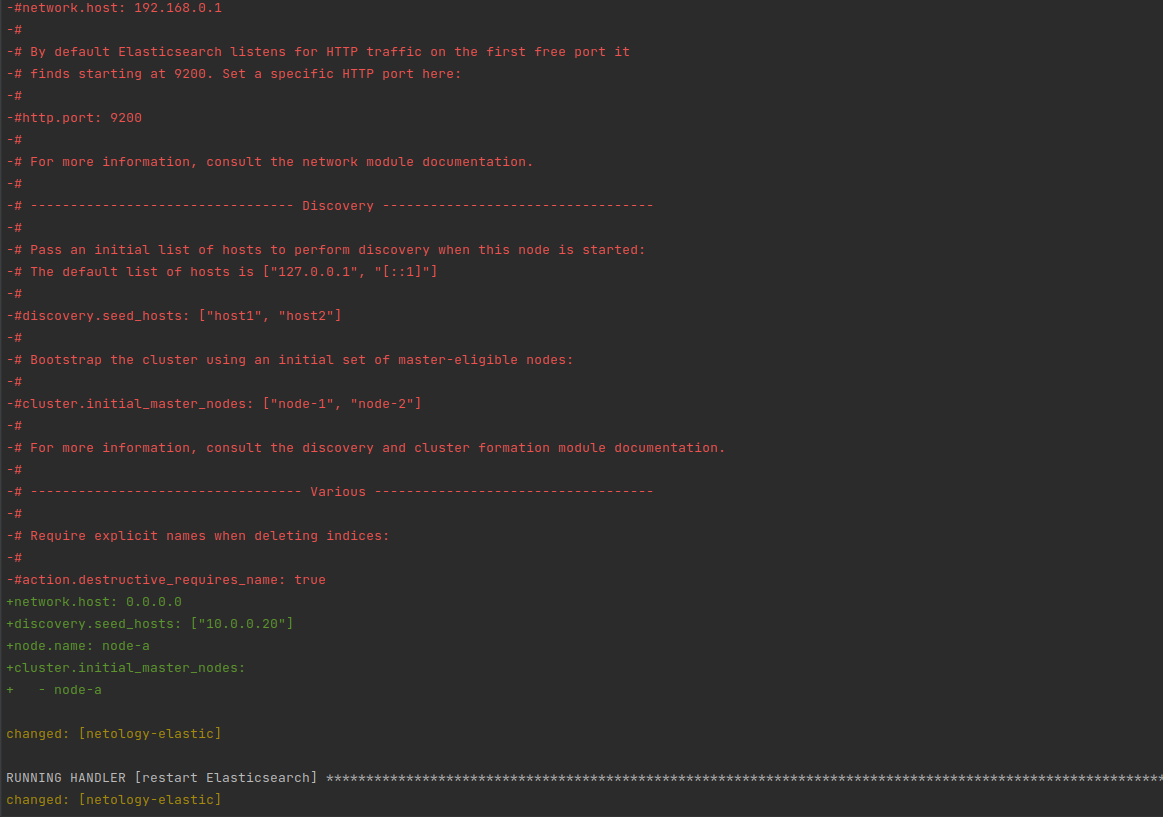 -#network.host: 192.168.0.1
-#
-# By default Elasticsearch listens for HTTP traffic on the first free port it
-# finds starting at 9200. Set a specific HTTP port here:
-#
-#http.port: 9200
-#
-# For more information, consult the network module documentation.
-#
-# --------------------------------- Discovery ----------------------------------
-#
-# Pass an initial list of hosts to perform discovery when this node is started:
-# The default list of hosts is ["127.0.0.1", "[::1]"]
-#
-#discovery.seed_hosts: ["host1", "host2"]
-#
-# Bootstrap the cluster using an initial set of master-eligible nodes:
-#
-#cluster.initial_master_nodes: ["node-1", "node-2"]
-#
-# For more information, consult the discovery and cluster formation module documentation.
-#
-# ---------------------------------- Various -----------------------------------
-#
-# Require explicit names when deleting indices:
-#
-#action.destructive_requires_name: true
+network.host: 0.0.0.0
+discovery.seed_hosts: ["10.0.0.20"]
+node.name: node-a
+cluster.initial_master_nodes:
+   - node-a
changed: [netology-elastic]
RUNNING HANDLER [restart Elasticsearch] *********************************************************************************************************
changed: [netology-elastic]